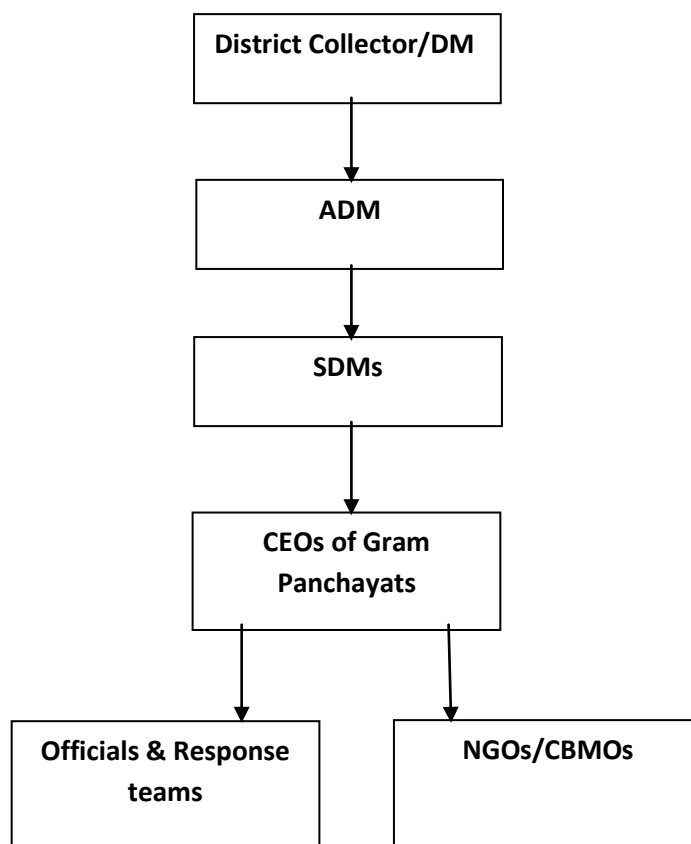 District Collector/DM
ADM
SDMs
CEOs of Gram
Panchayats
Officials & Response
teams
NGOs/CBMOs